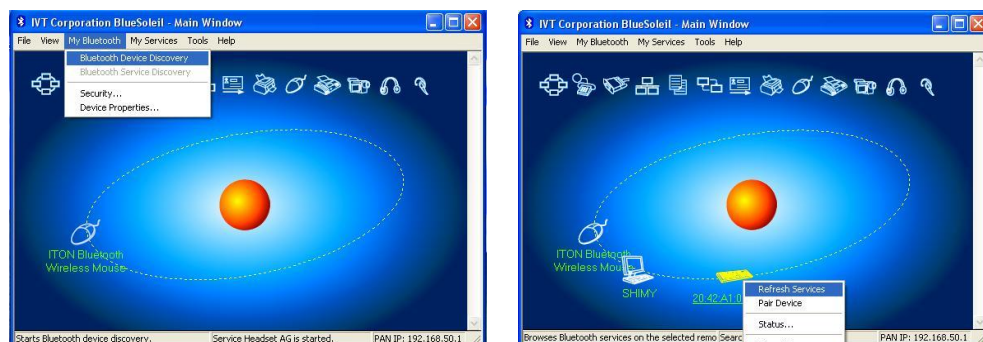 IVT Corporation BlueSoleil - Main Window
File View My Bluetooth My Services Tools Help
Bluetooth Device Discovery
Bluetooth Service Discovery
Security...
Device Properties...
ITON Bluetooth
Wireless Mouse
Starts Bluetooth device discovery. Service Headset AG is started. PAN IP: 192.168.50.1
IVT Corporation BlueSoleil - Main Window
File View My Bluetooth My Services Tools Help
ITON Bluetooth
Wireless Mouse
SHIMY
20:42:A1:0
Refresh Services
Pair Device
Status...
Browses Bluetooth services on the selected remo Searc PAN IP: 192.168.50.1